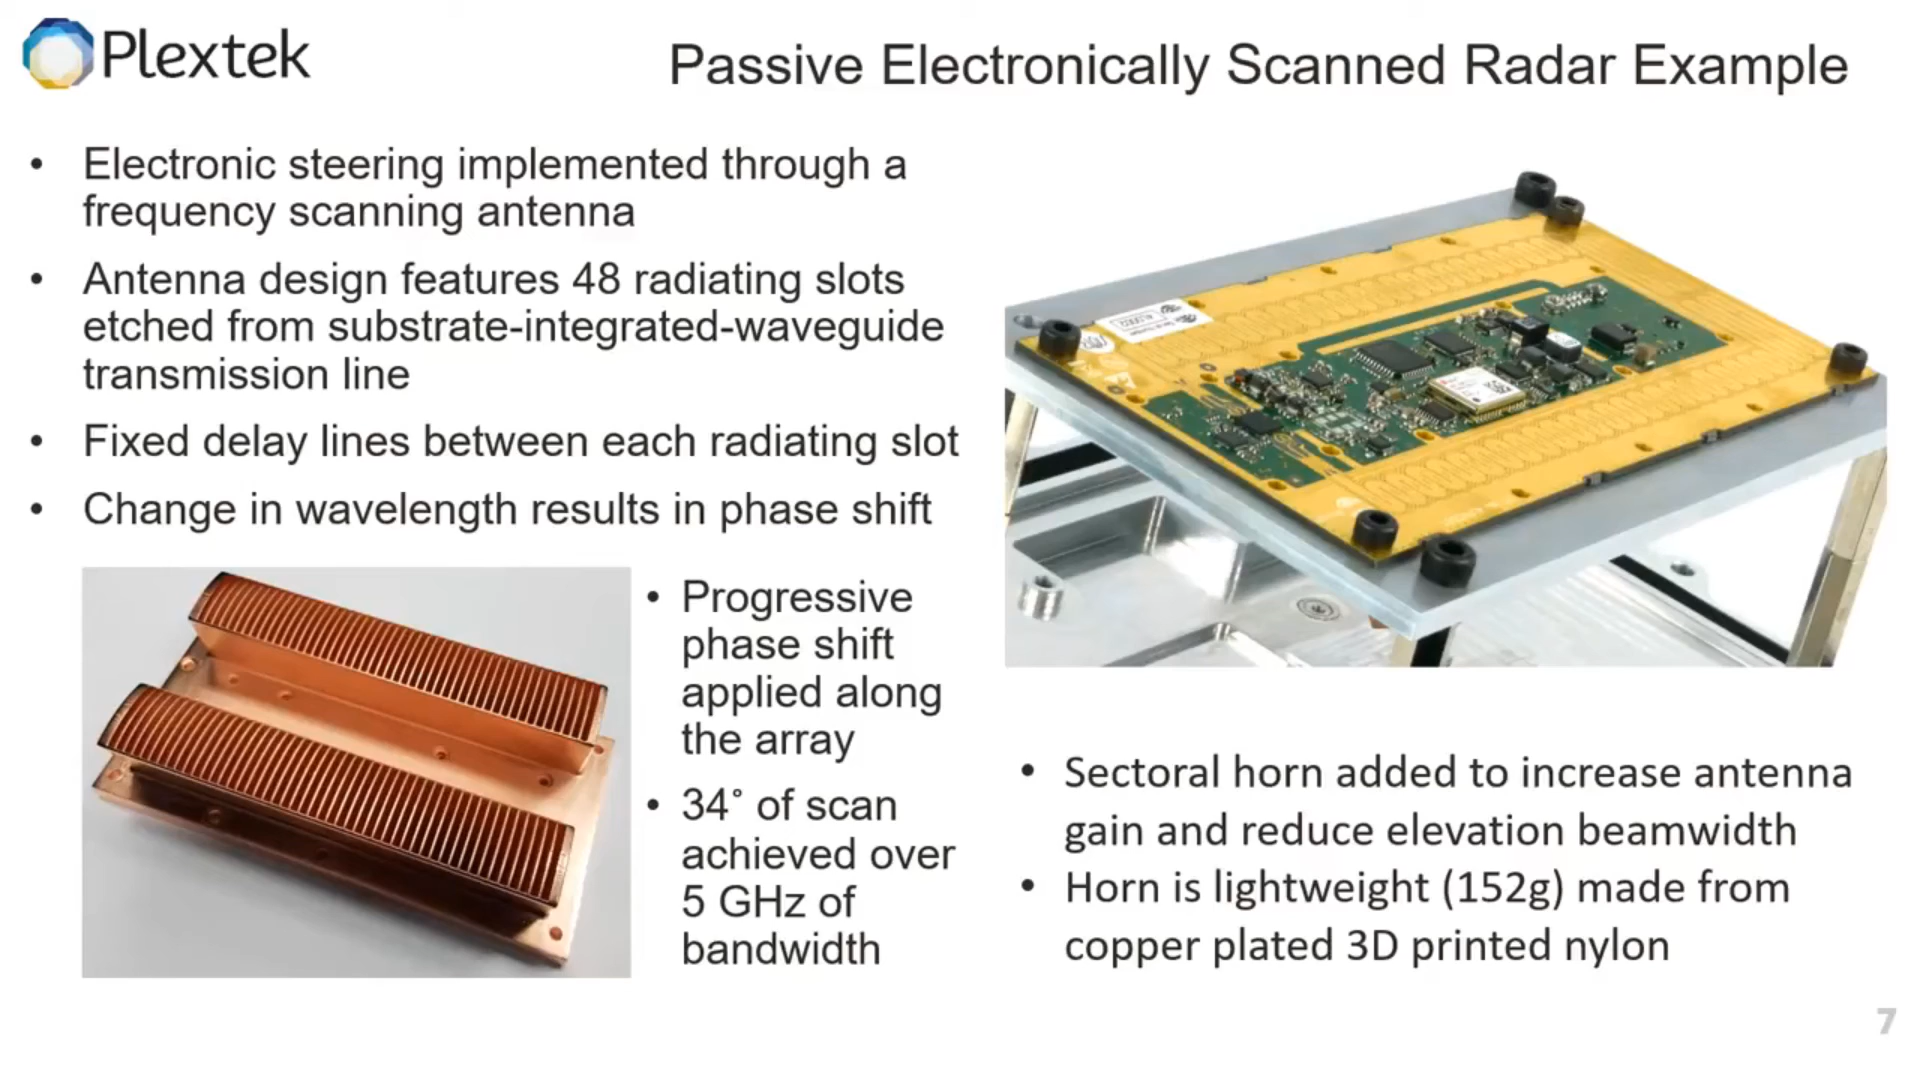 Plextek
Passive Electronically Scanned Radar Example
• Electronic steering implemented through a
frequency scanning antenna
• Antenna design features 48 radiating slots
etched from substrate-integrated-waveguide
transmission line
• Fixed delay lines between each radiating slot
• Change in wavelength results in phase shift
• Progressive
phase shift
applied along
the array
• 34° of scan
achieved over
5 GHz of
bandwidth
• Sectoral horn added to increase antenna
gain and reduce elevation beamwidth
• Horn is lightweight (152g) made from
copper plated 3D printed nylon
7